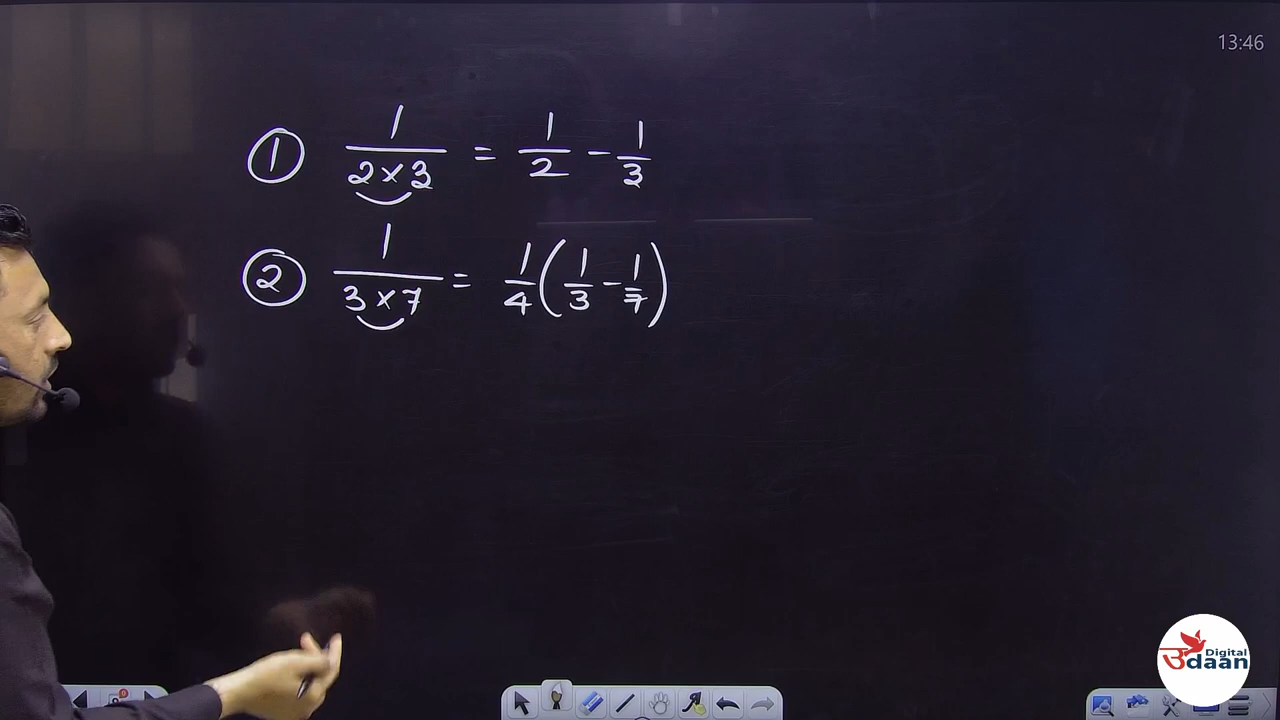 13:46
① 1/(2×3) = 1/2 - 1/3
② 1/(3×7) = 1/4(1/3 - 1/7)
Digital
उdaan